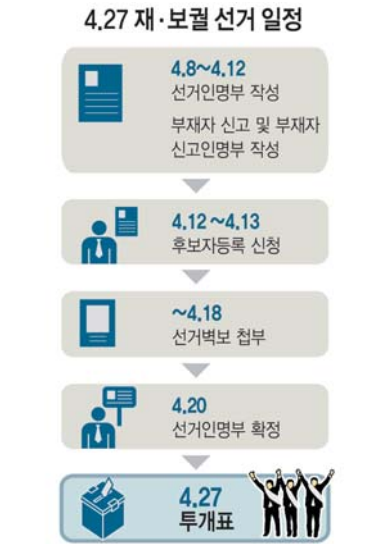 4.27 재·보궐 선거 일정
4.8~4.12
선거인명부 작성
부재자 신고 및 부재자
신고인명부 작성
4.12~4.13
후보자등록 신청
~4.18
선거벽보 첩부
4.20
선거인명부 확정
4.27
투개표